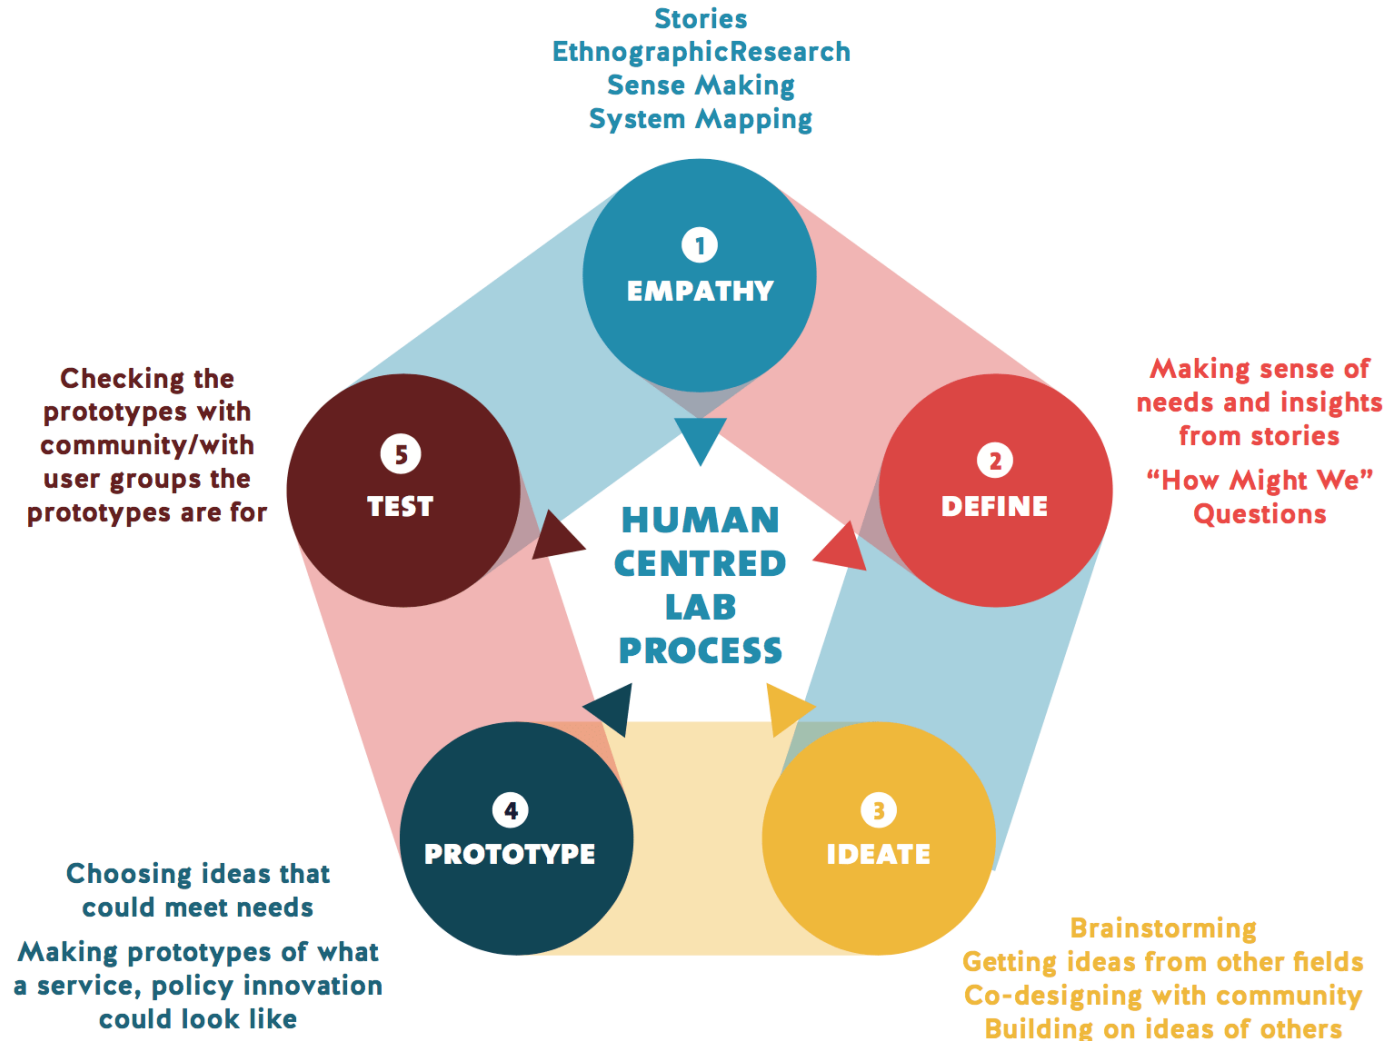 Stories
EthnographicResearch
Sense Making
System Mapping
1
EMPATHY
Making sense of
needs and insights
from stories
“How Might We”
Questions
2
DEFINE
Checking the
prototypes with
community/with
user groups the
prototypes are for
5
TEST
HUMAN
CENTRED
LAB
PROCESS
4
PROTOTYPE
3
IDEATE
Choosing ideas that
could meet needs
Making prototypes of what
a service, policy innovation
could look like
Brainstorming
Getting ideas from other fields
Co-designing with community
Building on ideas of others